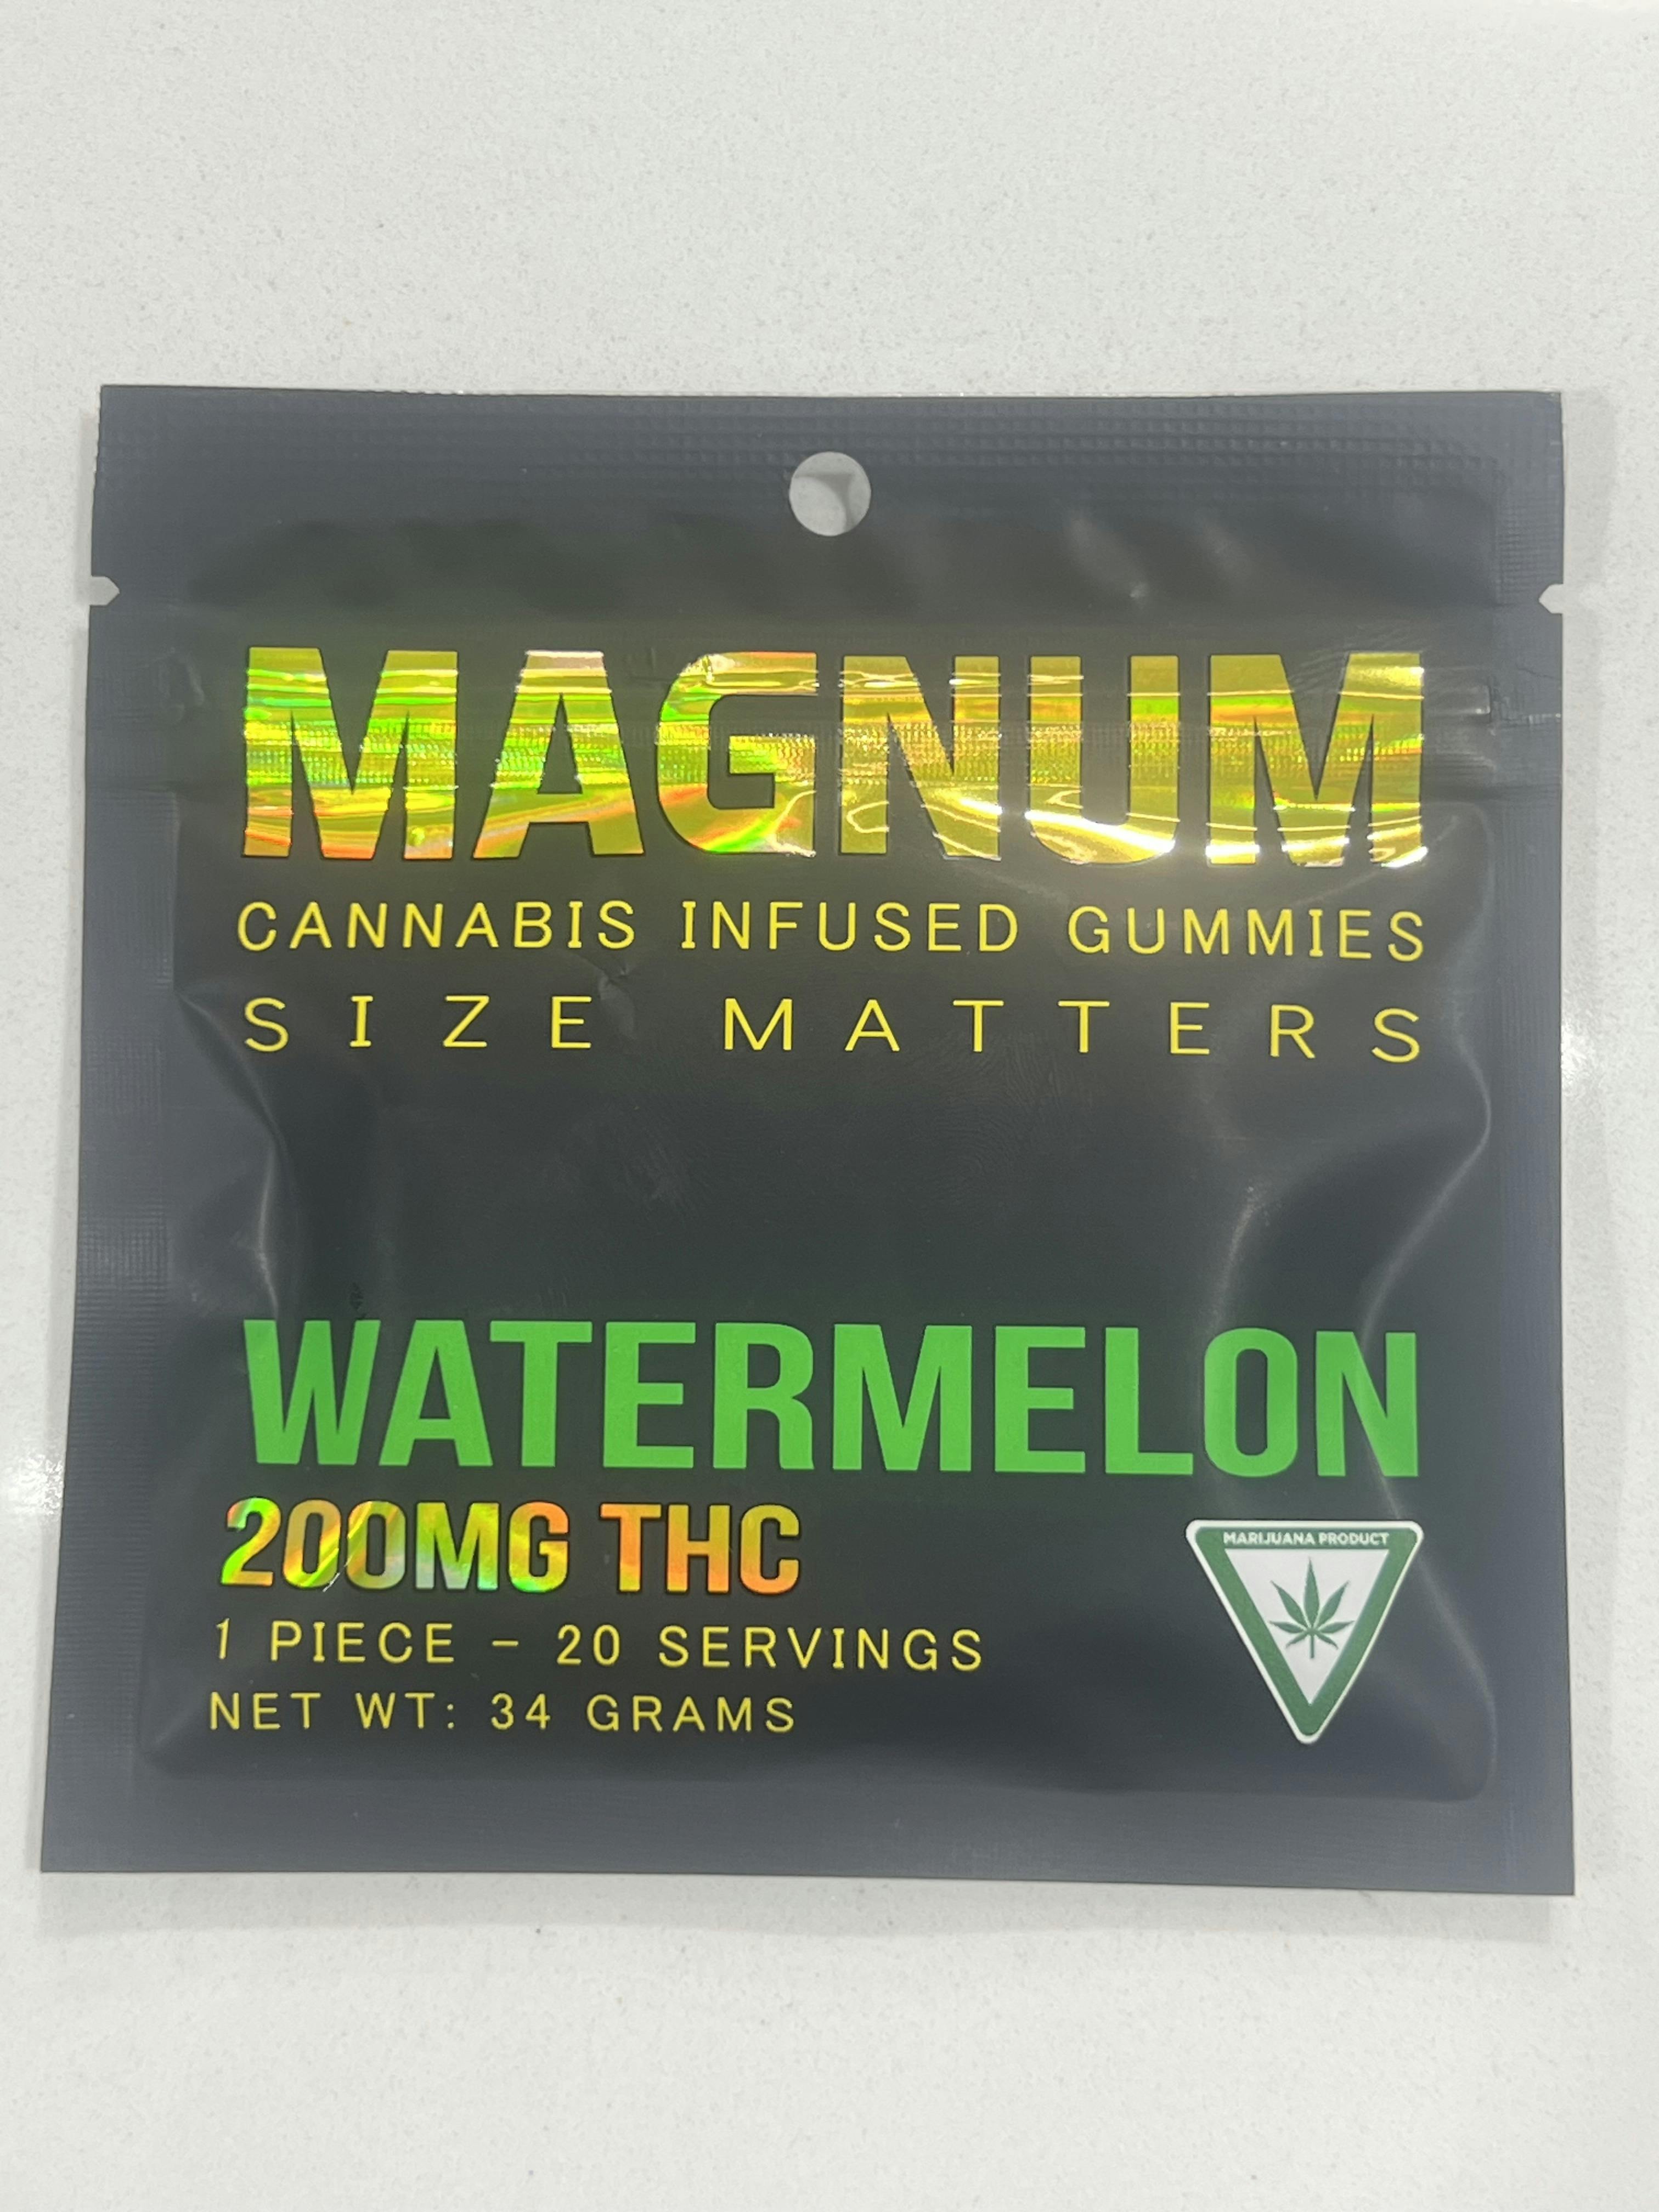 MAGNUM
CANNABIS INFUSED GUMMIES
SIZE MATTERS
WATERMELON
200MG THC
1 PIECE – 20 SERVINGS
NET WT: 34 GRAMS
MARIJUANA PRODUCT